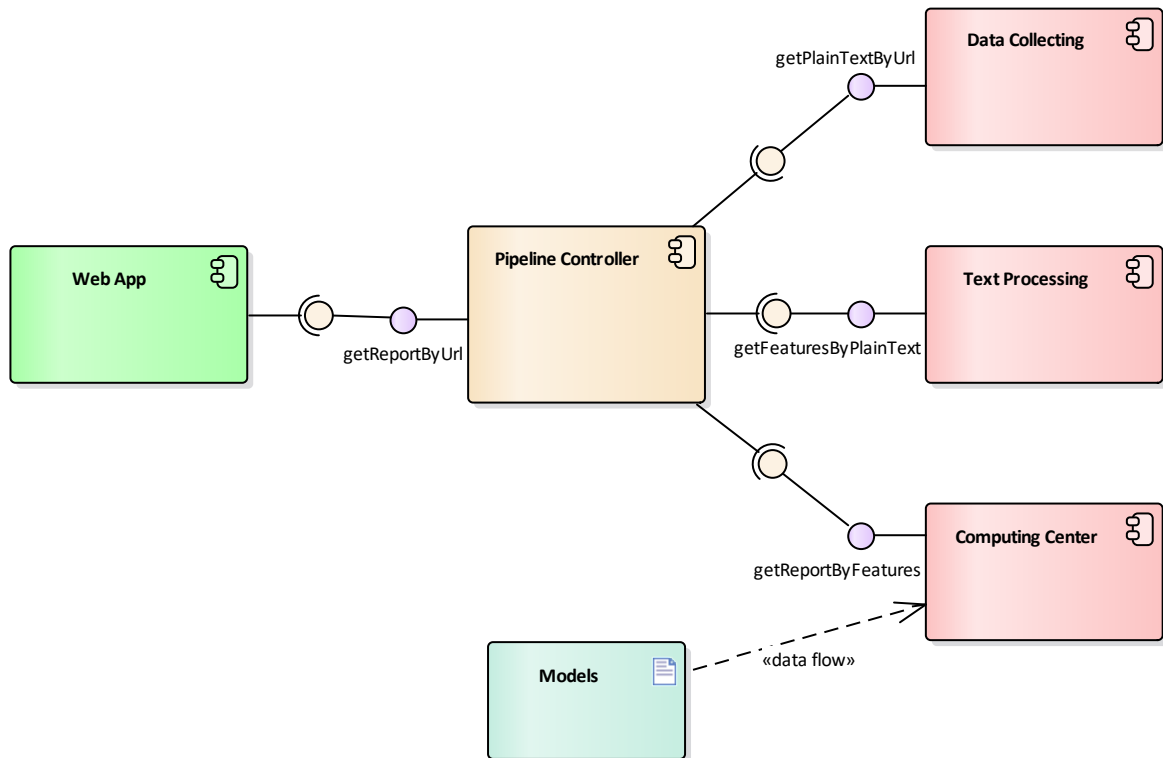 Data Collecting
getPlainTextByUrl
Web App
Pipeline Controller
Text Processing
getReportByUrl
getFeaturesByPlainText
Computing Center
getReportByFeatures
«data flow»
Models